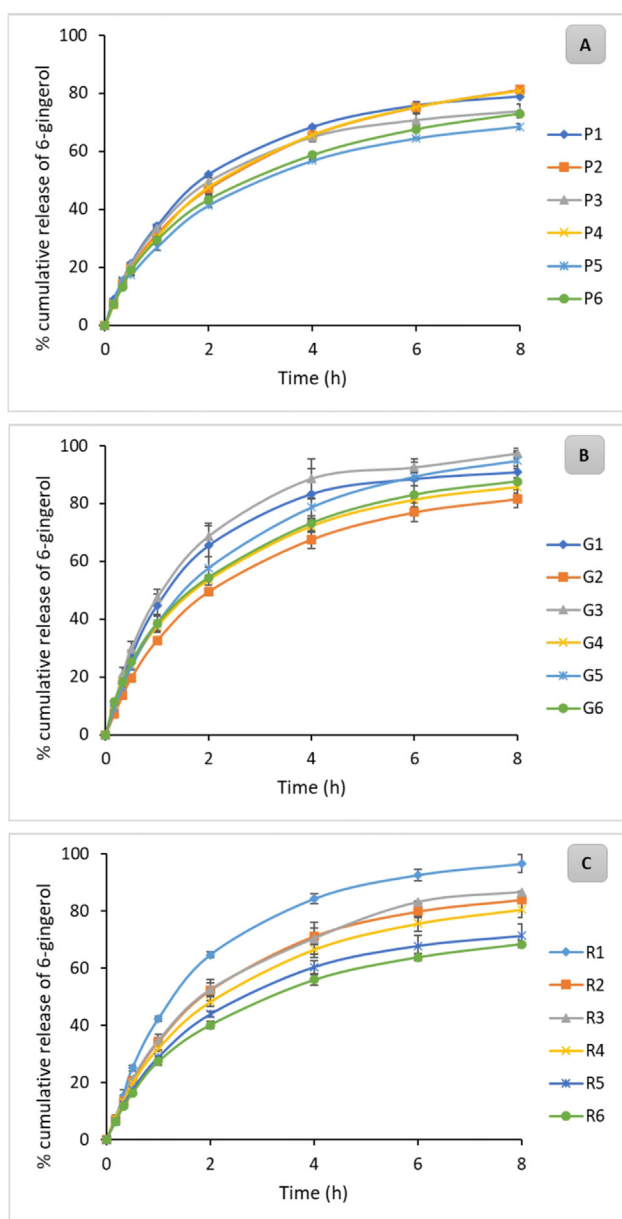 A
% cumulative release of 6-gingerol
100
80
60
40
20
0
0 2 4 6 8
Time (h)
P1
P2
P3
P4
P5
P6
B
% cumulative release of 6-gingerol
100
80
60
40
20
0
0 2 4 6 8
Time (h)
G1
G2
G3
G4
G5
G6
C
% cumulative release of 6-gingerol
100
80
60
40
20
0
0 2 4 6 8
Time (h)
R1
R2
R3
R4
R5
R6